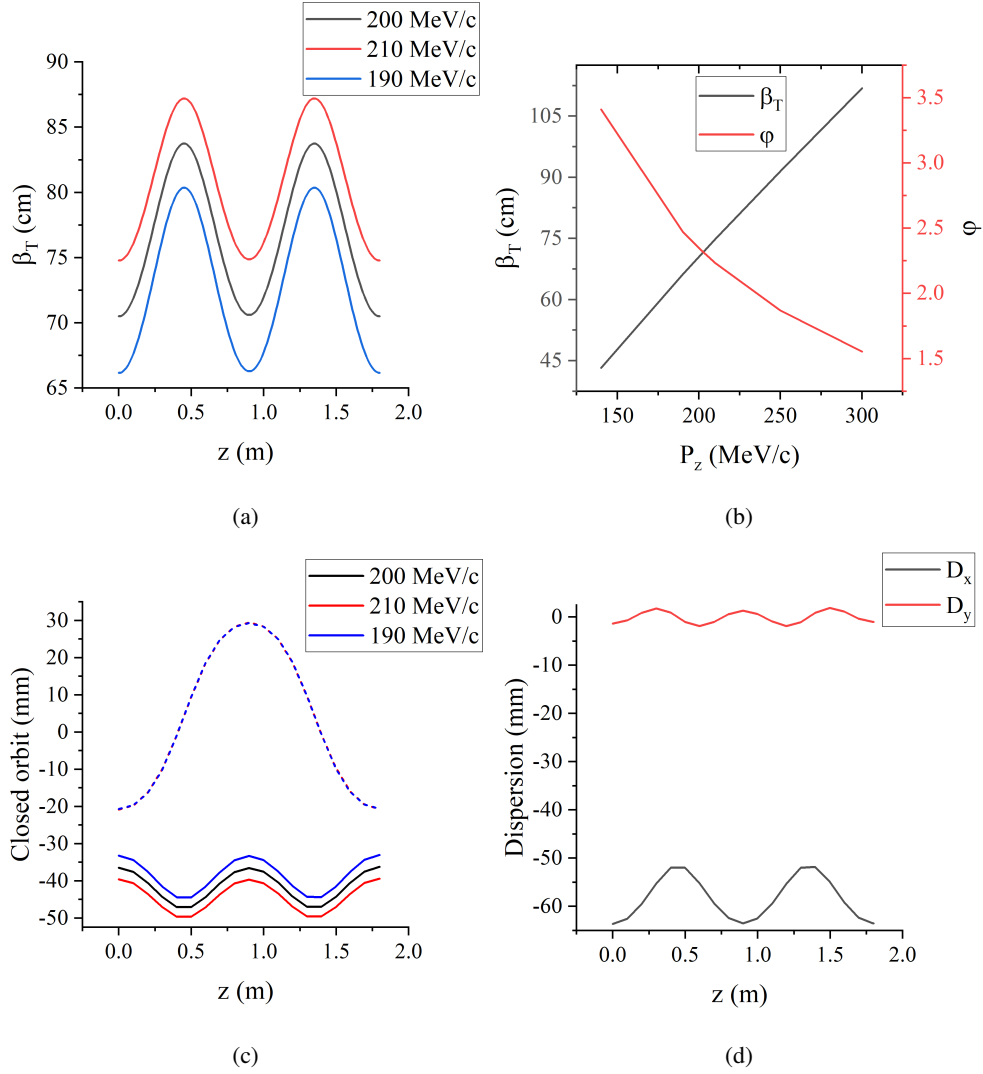 200 MeV/c
210 MeV/c
190 MeV/c
90
85
80
75
70
65
β_T (cm)
0.0 0.5 1.0 1.5 2.0
z (m)
(a)
β_T
φ
105
90
75
60
45
β_T (cm)
3.5
3.0
2.5
2.0
1.5
φ
150 200 250 300
P_z (MeV/c)
(b)
200 MeV/c
210 MeV/c
190 MeV/c
30
20
10
0
-10
-20
-30
-40
-50
Closed orbit (mm)
0.0 0.5 1.0 1.5 2.0
z (m)
(c)
D_x
D_y
0
-10
-20
-30
-40
-50
-60
Dispersion (mm)
0.0 0.5 1.0 1.5 2.0
z (m)
(d)